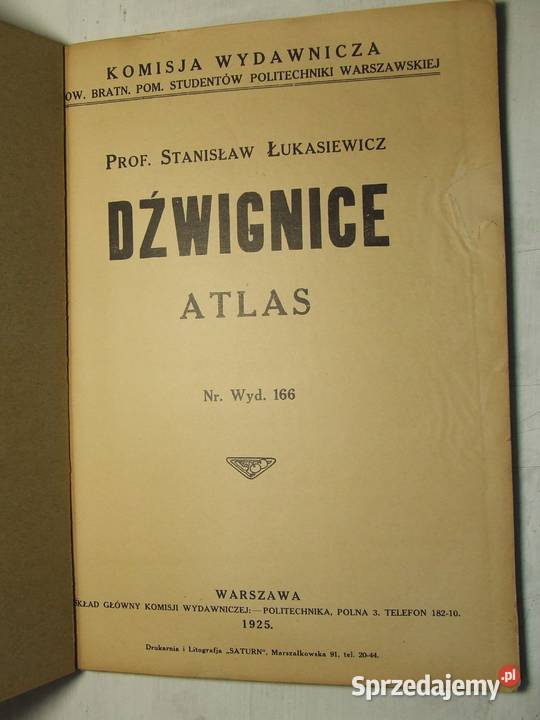 KOMISJA WYDAWNICZA
OW. BRATN. POM. STUDENTÓW POLITECHNIKI WARSZAWSKIEJ
PROF. STANISŁAW ŁUKASIEWICZ
DŹWIGNICE
ATLAS
Nr. Wyd. 166
WARSZAWA
SKŁAD GŁÓWNY KOMISJI WYDAWNICZEJ:—POLITECHNIKA, POLNA 3. TELEFON 182-10.
1925.
Drukarnia i Litografja „SATURN", Marszałkowska 91, tel. 20-44.
Sprzedajemy.pl